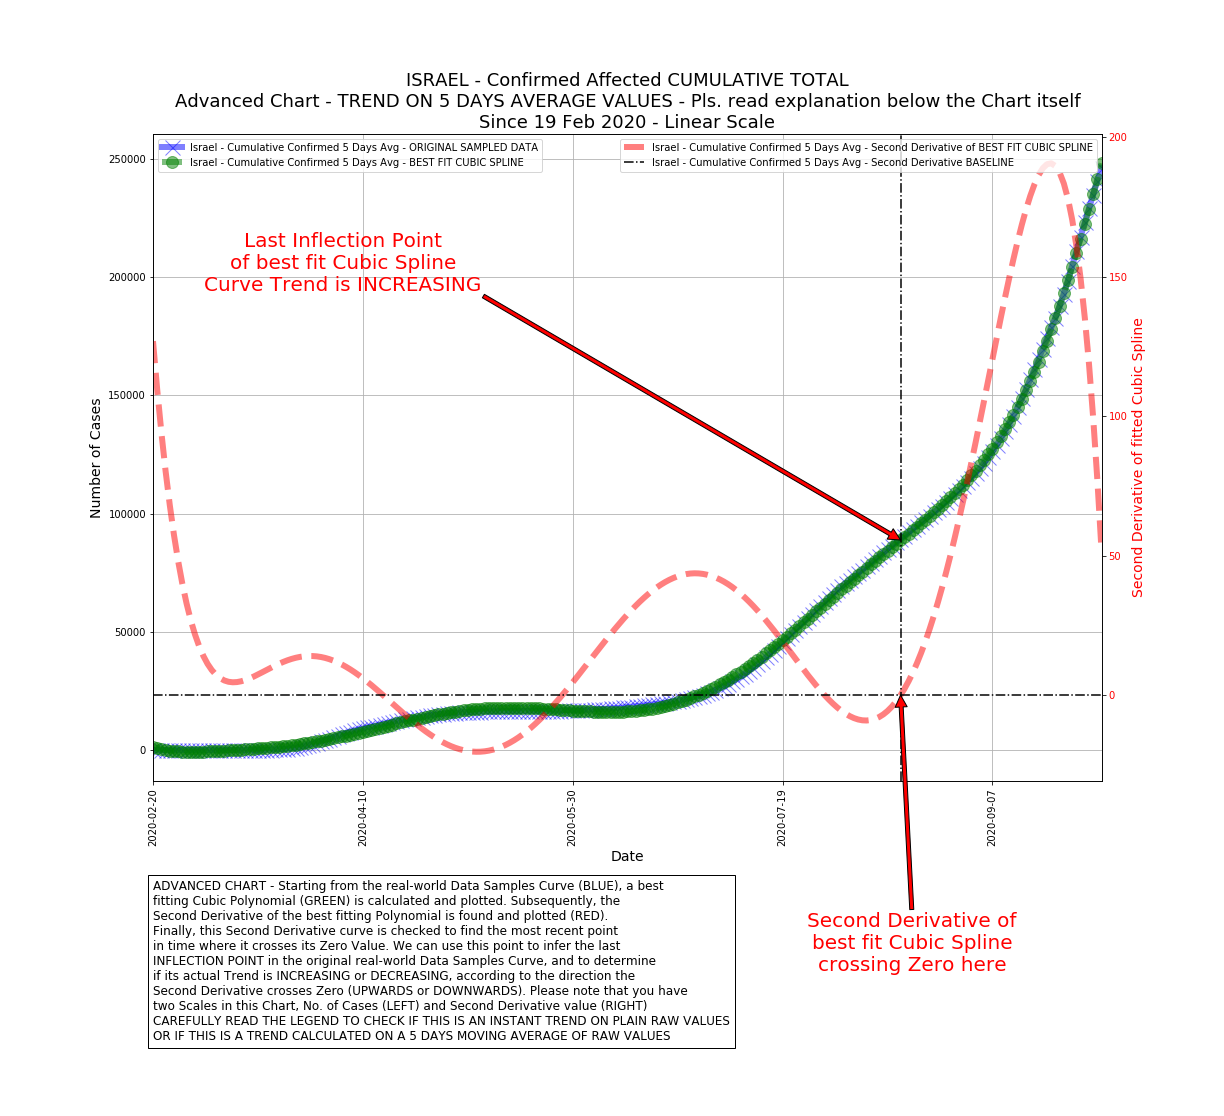 ISRAEL - Confirmed Affected CUMULATIVE TOTAL
Advanced Chart - TREND ON 5 DAYS AVERAGE VALUES - Pls. read explanation below the Chart itself
Since 19 Feb 2020 - Linear Scale
Israel - Cumulative Confirmed 5 Days Avg - ORIGINAL SAMPLED DATA
Israel - Cumulative Confirmed 5 Days Avg - BEST FIT CUBIC SPLINE
Israel - Cumulative Confirmed 5 Days Avg - Second Derivative of BEST FIT CUBIC SPLINE
Israel - Cumulative Confirmed 5 Days Avg - Second Derivative BASELINE
Last Inflection Point
of best fit Cubic Spline
Curve Trend is INCREASING
Number of Cases
250000
200000
150000
100000
50000
0
200
150
100
50
0
Second Derivative of fitted Cubic Spline
2020-02-20
2020-04-10
2020-05-30
2020-07-19
2020-09-07
Date
Second Derivative of
best fit Cubic Spline
crossing Zero here
ADVANCED CHART - Starting from the real-world Data Samples Curve (BLUE), a best
fitting Cubic Polynomial (GREEN) is calculated and plotted. Subsequently, the
Second Derivative of the best fitting Polynomial is found and plotted (RED).
Finally, this Second Derivative curve is checked to find the most recent point
in time where it crosses its Zero Value. We can use this point to infer the last
INFLECTION POINT in the original real-world Data Samples Curve, and to determine
if its actual Trend is INCREASING or DECREASING, according to the direction the
Second Derivative crosses Zero (UPWARDS or DOWNWARDS). Please note that you have
two Scales in this Chart, No. of Cases (LEFT) and Second Derivative value (RIGHT)
CAREFULLY READ THE LEGEND TO CHECK IF THIS IS AN INSTANT TREND ON PLAIN RAW VALUES
OR IF THIS IS A TREND CALCULATED ON A 5 DAYS MOVING AVERAGE OF RAW VALUES